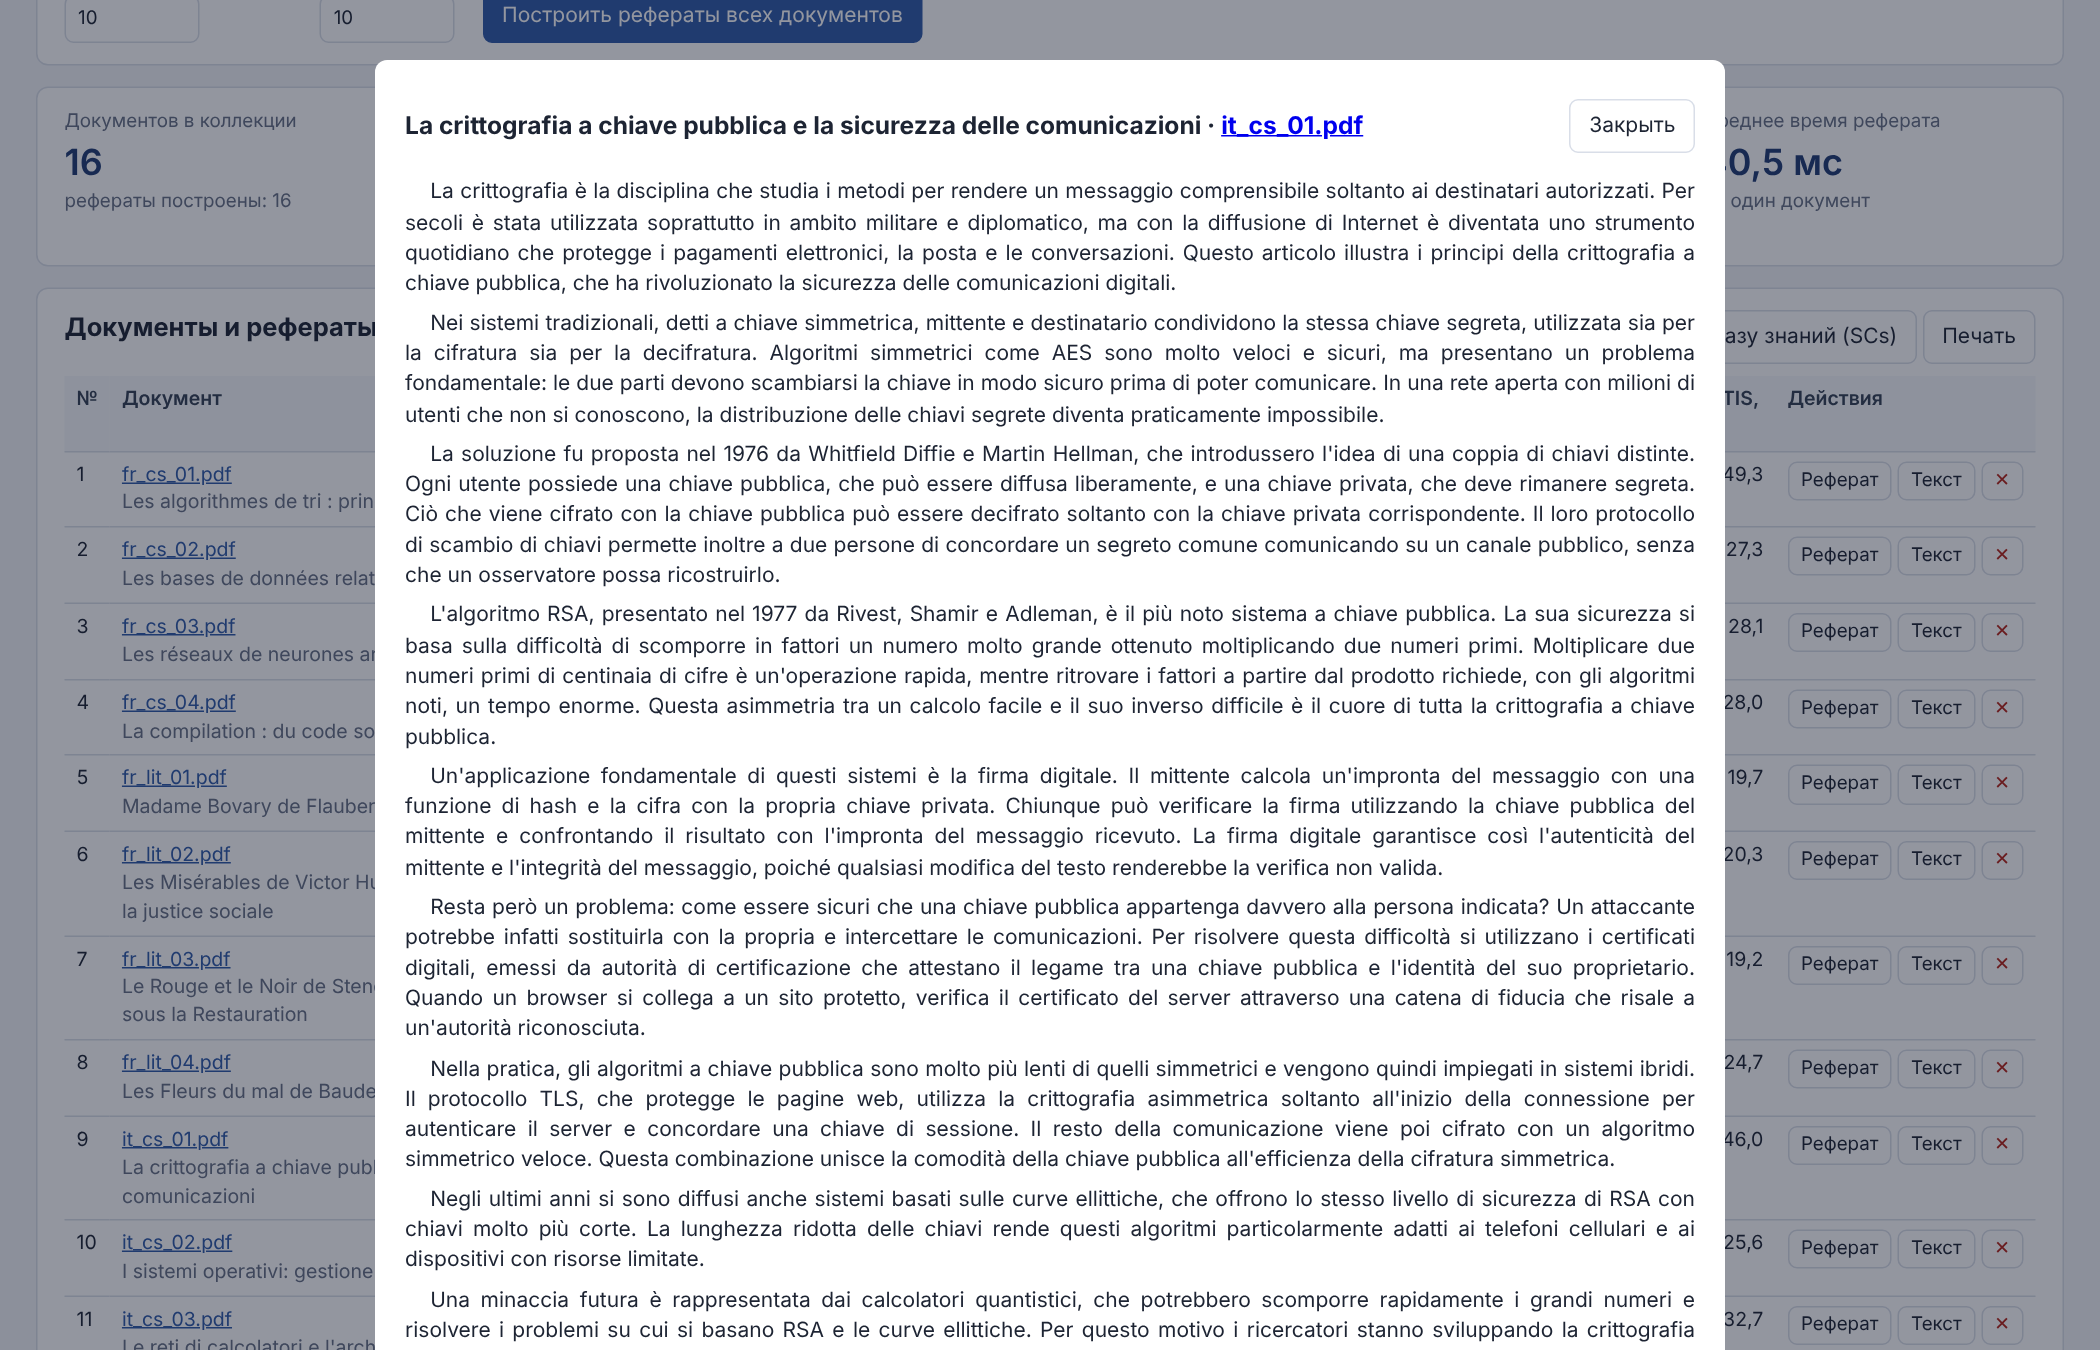 10
10
Построить рефераты всех документов
Документов в коллекции
16
рефераты построены: 16
реднее время реферата
0,5 мс
один документ
La crittografia a chiave pubblica e la sicurezza delle comunicazioni · it_cs_01.pdf
Закрыть
La crittografia è la disciplina che studia i metodi per rendere un messaggio comprensibile soltanto ai destinatari autorizzati. Per
secoli è stata utilizzata soprattutto in ambito militare e diplomatico, ma con la diffusione di Internet è diventata uno strumento
quotidiano che protegge i pagamenti elettronici, la posta e le conversazioni. Questo articolo illustra i principi della crittografia a
chiave pubblica, che ha rivoluzionato la sicurezza delle comunicazioni digitali.
Nei sistemi tradizionali, detti a chiave simmetrica, mittente e destinatario condividono la stessa chiave segreta, utilizzata sia per
la cifratura sia per la decifratura. Algoritmi simmetrici come AES sono molto veloci e sicuri, ma presentano un problema
fondamentale: le due parti devono scambiarsi la chiave in modo sicuro prima di poter comunicare. In una rete aperta con milioni di
utenti che non si conoscono, la distribuzione delle chiavi segrete diventa praticamente impossibile.
La soluzione fu proposta nel 1976 da Whitfield Diffie e Martin Hellman, che introdussero l'idea di una coppia di chiavi distinte.
Ogni utente possiede una chiave pubblica, che può essere diffusa liberamente, e una chiave privata, che deve rimanere segreta.
Ciò che viene cifrato con la chiave pubblica può essere decifrato soltanto con la chiave privata corrispondente. Il loro protocollo
di scambio di chiavi permette inoltre a due persone di concordare un segreto comune comunicando su un canale pubblico, senza
che un osservatore possa ricostruirlo.
L'algoritmo RSA, presentato nel 1977 da Rivest, Shamir e Adleman, è il più noto sistema a chiave pubblica. La sua sicurezza si
basa sulla difficoltà di scomporre in fattori un numero molto grande ottenuto moltiplicando due numeri primi. Moltiplicare due
numeri primi di centinaia di cifre è un'operazione rapida, mentre ritrovare i fattori a partire dal prodotto richiede, con gli algoritmi
noti, un tempo enorme. Questa asimmetria tra un calcolo facile e il suo inverso difficile è il cuore di tutta la crittografia a chiave
pubblica.
Un'applicazione fondamentale di questi sistemi è la firma digitale. Il mittente calcola un'impronta del messaggio con una
funzione di hash e la cifra con la propria chiave privata. Chiunque può verificare la firma utilizzando la chiave pubblica del
mittente e confrontando il risultato con l'impronta del messaggio ricevuto. La firma digitale garantisce così l'autenticità del
mittente e l'integrità del messaggio, poiché qualsiasi modifica del testo renderebbe la verifica non valida.
Resta però un problema: come essere sicuri che una chiave pubblica appartenga davvero alla persona indicata? Un attaccante
potrebbe infatti sostituirla con la propria e intercettare le comunicazioni. Per risolvere questa difficoltà si utilizzano i certificati
digitali, emessi da autorità di certificazione che attestano il legame tra una chiave pubblica e l'identità del suo proprietario.
Quando un browser si collega a un sito protetto, verifica il certificato del server attraverso una catena di fiducia che risale a
un'autorità riconosciuta.
Nella pratica, gli algoritmi a chiave pubblica sono molto più lenti di quelli simmetrici e vengono quindi impiegati in sistemi ibridi.
Il protocollo TLS, che protegge le pagine web, utilizza la crittografia asimmetrica soltanto all'inizio della connessione per
autenticare il server e concordare una chiave di sessione. Il resto della comunicazione viene poi cifrato con un algoritmo
simmetrico veloce. Questa combinazione unisce la comodità della chiave pubblica all'efficienza della cifratura simmetrica.
Negli ultimi anni si sono diffusi anche sistemi basati sulle curve ellittiche, che offrono lo stesso livello di sicurezza di RSA con
chiavi molto più corte. La lunghezza ridotta delle chiavi rende questi algoritmi particolarmente adatti ai telefoni cellulari e ai
dispositivi con risorse limitate.
Una minaccia futura è rappresentata dai calcolatori quantistici, che potrebbero scomporre rapidamente i grandi numeri e
risolvere i problemi su cui si basano RSA e le curve ellittiche. Per questo motivo i ricercatori stanno sviluppando la crittografia
Документы и рефераты
азу знаний (SCs)
Печать
№ Документ
TIS, Действия
1 fr_cs_01.pdf
Les algorithmes de tri : prin
49,3 Реферат Текст ×
2 fr_cs_02.pdf
Les bases de données relat
27,3 Реферат Текст ×
3 fr_cs_03.pdf
Les réseaux de neurones ar
28,1 Реферат Текст ×
4 fr_cs_04.pdf
La compilation : du code so
28,0 Реферат Текст ×
5 fr_lit_01.pdf
Madame Bovary de Flauber
19,7 Реферат Текст ×
6 fr_lit_02.pdf
Les Misérables de Victor Hu
la justice sociale
20,3 Реферат Текст ×
7 fr_lit_03.pdf
Le Rouge et le Noir de Sten
sous la Restauration
19,2 Реферат Текст ×
8 fr_lit_04.pdf
Les Fleurs du mal de Baude
24,7 Реферат Текст ×
9 it_cs_01.pdf
La crittografia a chiave publ
comunicazioni
46,0 Реферат Текст ×
10 it_cs_02.pdf
I sistemi operativi: gestione
25,6 Реферат Текст ×
11 it_cs_03.pdf
Le reti di calcolatori e l'arch
32,7 Реферат Текст ×